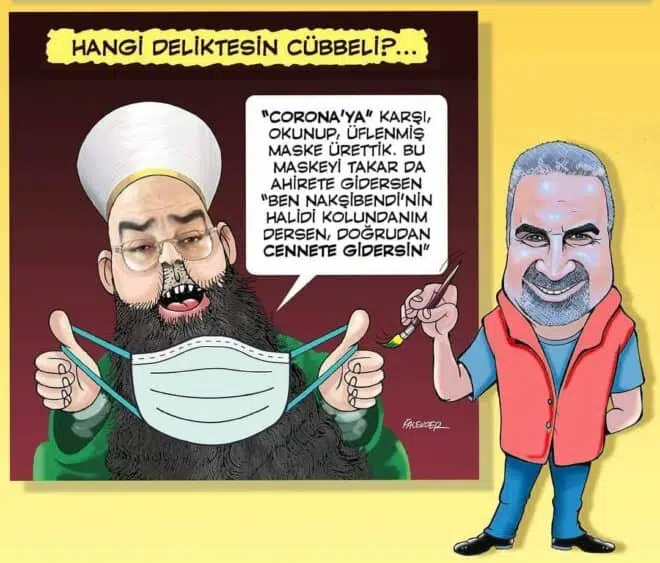 HANGİ DELİKTESİN CÜBBELİ?...
"CORONA'YA" KARŞI,
OKUNUP, ÜFLENMİŞ
MASKE ÜRETTİK. BU
MASKEYİ TAKAR DA
AHİRETE GİDERSEN
"BEN NAKŞİBENDİ'NİN
HALİDİ KOLUNDANIM
DERSEN, DOĞRUDAN
CENNETE GİDERSİN"